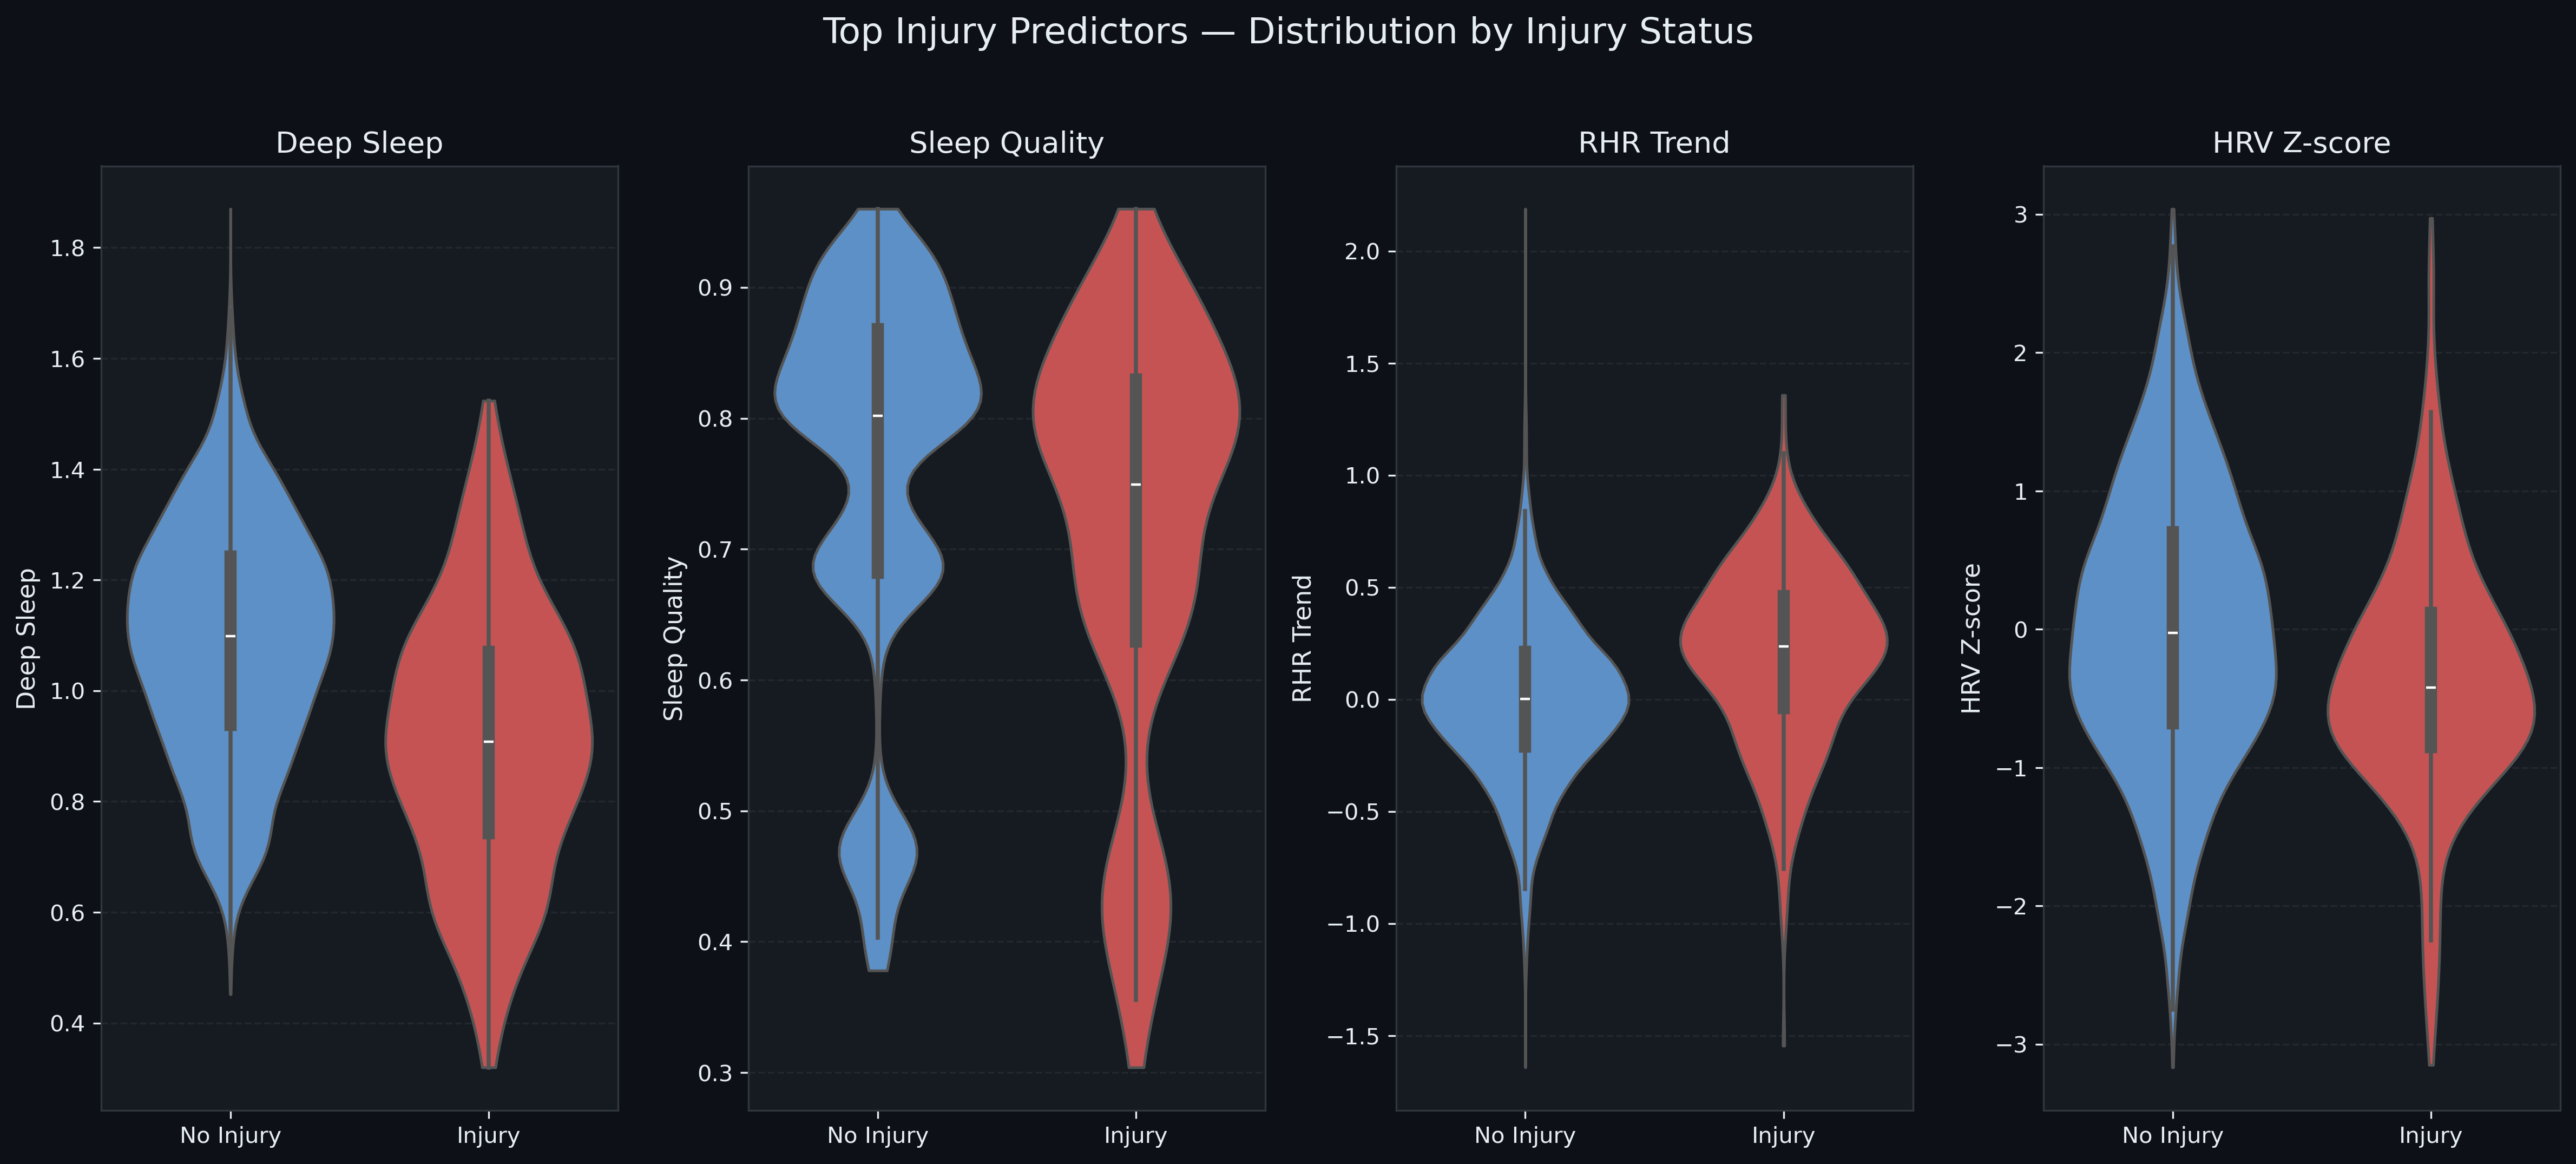 Top Injury Predictors — Distribution by Injury Status
Deep Sleep
Deep Sleep
1.8
1.6
1.4
1.2
1.0
0.8
0.6
0.4
No Injury
Injury
Sleep Quality
Sleep Quality
0.9
0.8
0.7
0.6
0.5
0.4
0.3
No Injury
Injury
RHR Trend
RHR Trend
2.0
1.5
1.0
0.5
0.0
−0.5
−1.0
−1.5
No Injury
Injury
HRV Z-score
HRV Z-score
3
2
1
0
−1
−2
−3
No Injury
Injury